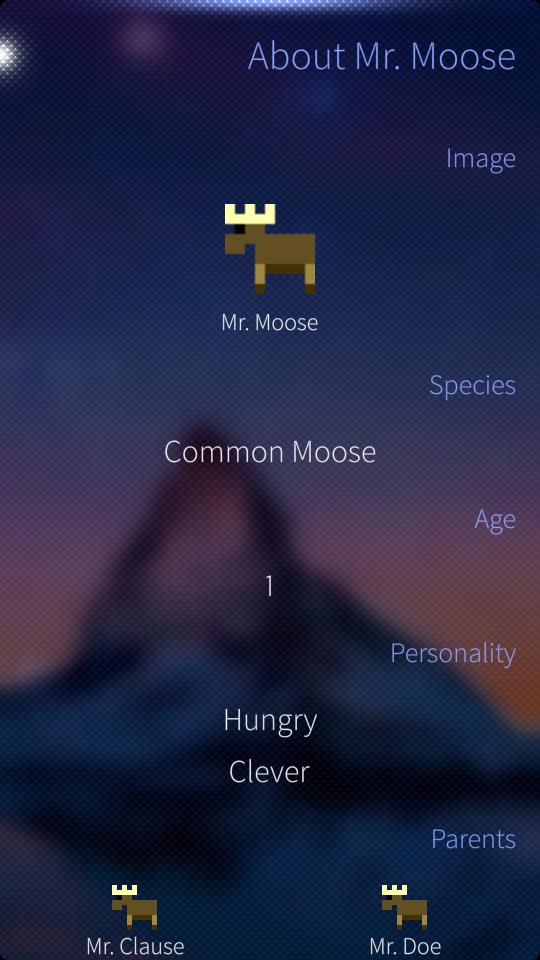 About Mr. Moose
Image
Mr. Moose
Species
Common Moose
Age
1
Personality
Hungry
Clever
Parents
Mr. Clause
Mr. Doe